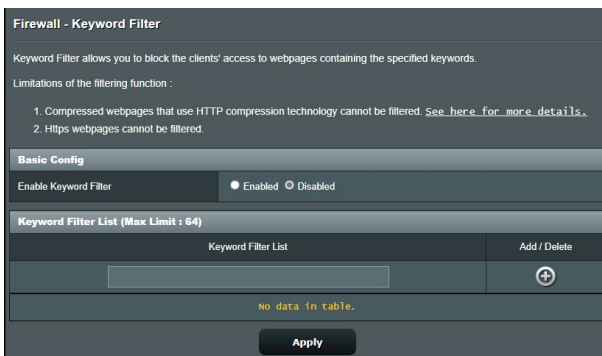 Firewall - Keyword Filter
Keyword Filter allows you to block the clients' access to webpages containing the specified keywords.
Limitations of the filtering function :
1. Compressed webpages that use HTTP compression technology cannot be filtered. See here for more details.
2. Https webpages cannot be filtered.
Basic Config
Enable Keyword Filter Enabled Disabled
Keyword Filter List (Max Limit : 64)
Keyword Filter List Add / Delete
No data in table.
Apply